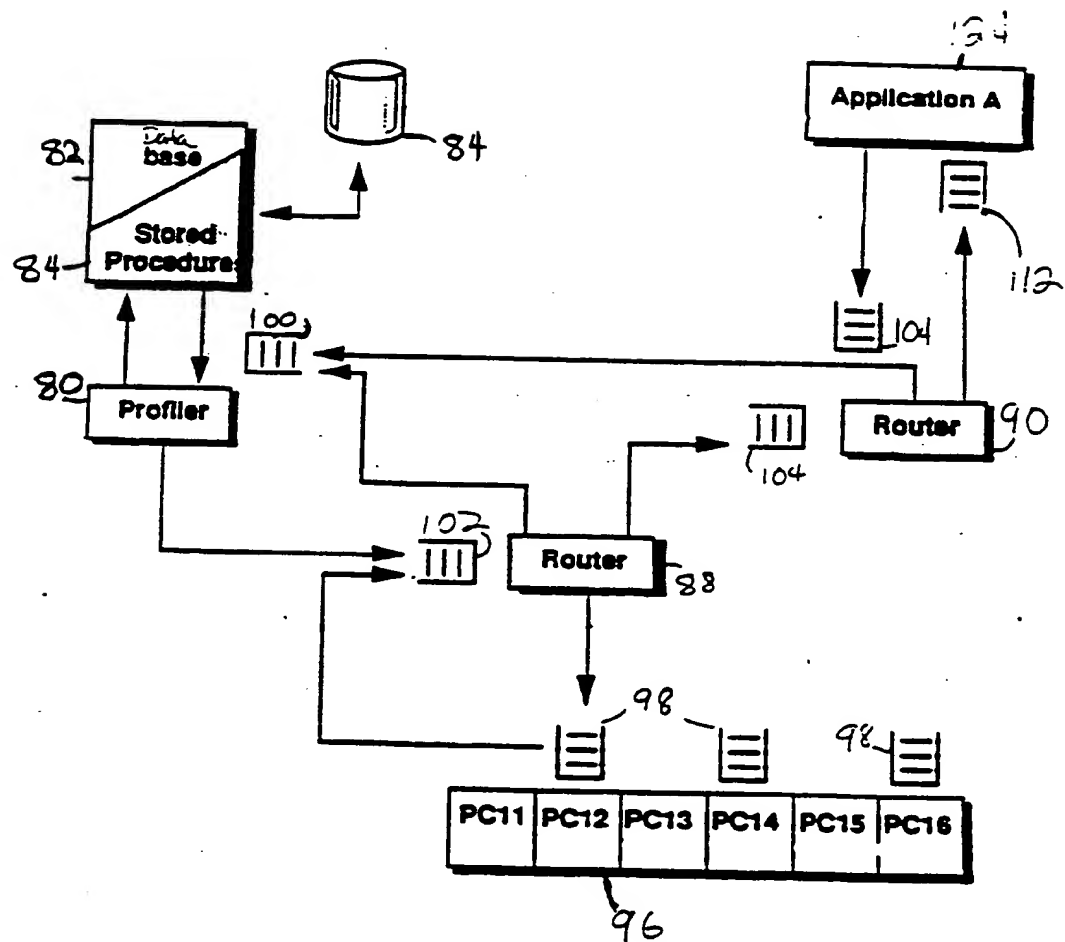 Application A
84
82
Data
base
Stored
Procedures
84
112
100
104
80
Profiler
Router
90
104
102
Router
88
98
98
PC11 PC12 PC13 PC14 PC15 PC16
96